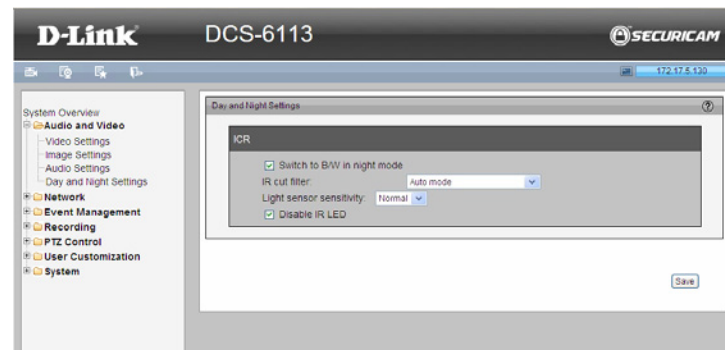 D-Link
DCS-6113
SECURICAM
172.17.5.130
System Overview
Audio and Video
Video Settings
Image Settings
Audio Settings
Day and Night Settings
Network
Event Management
Recording
PTZ Control
User Customization
System
Day and Night Settings
ICR
Switch to B/W in night mode
IR cut filter: Auto mode
Light sensor sensitivity: Normal
Disable IR LED
Save